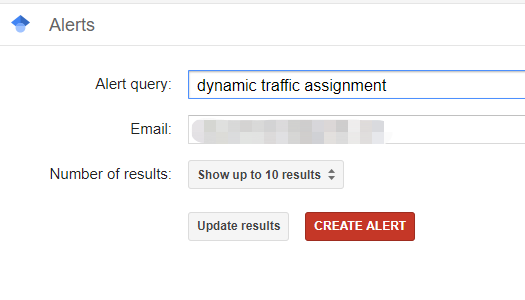 Alerts
Alert query: dynamic traffic assignment
Email:
Number of results: Show up to 10 results
Update results CREATE ALERT